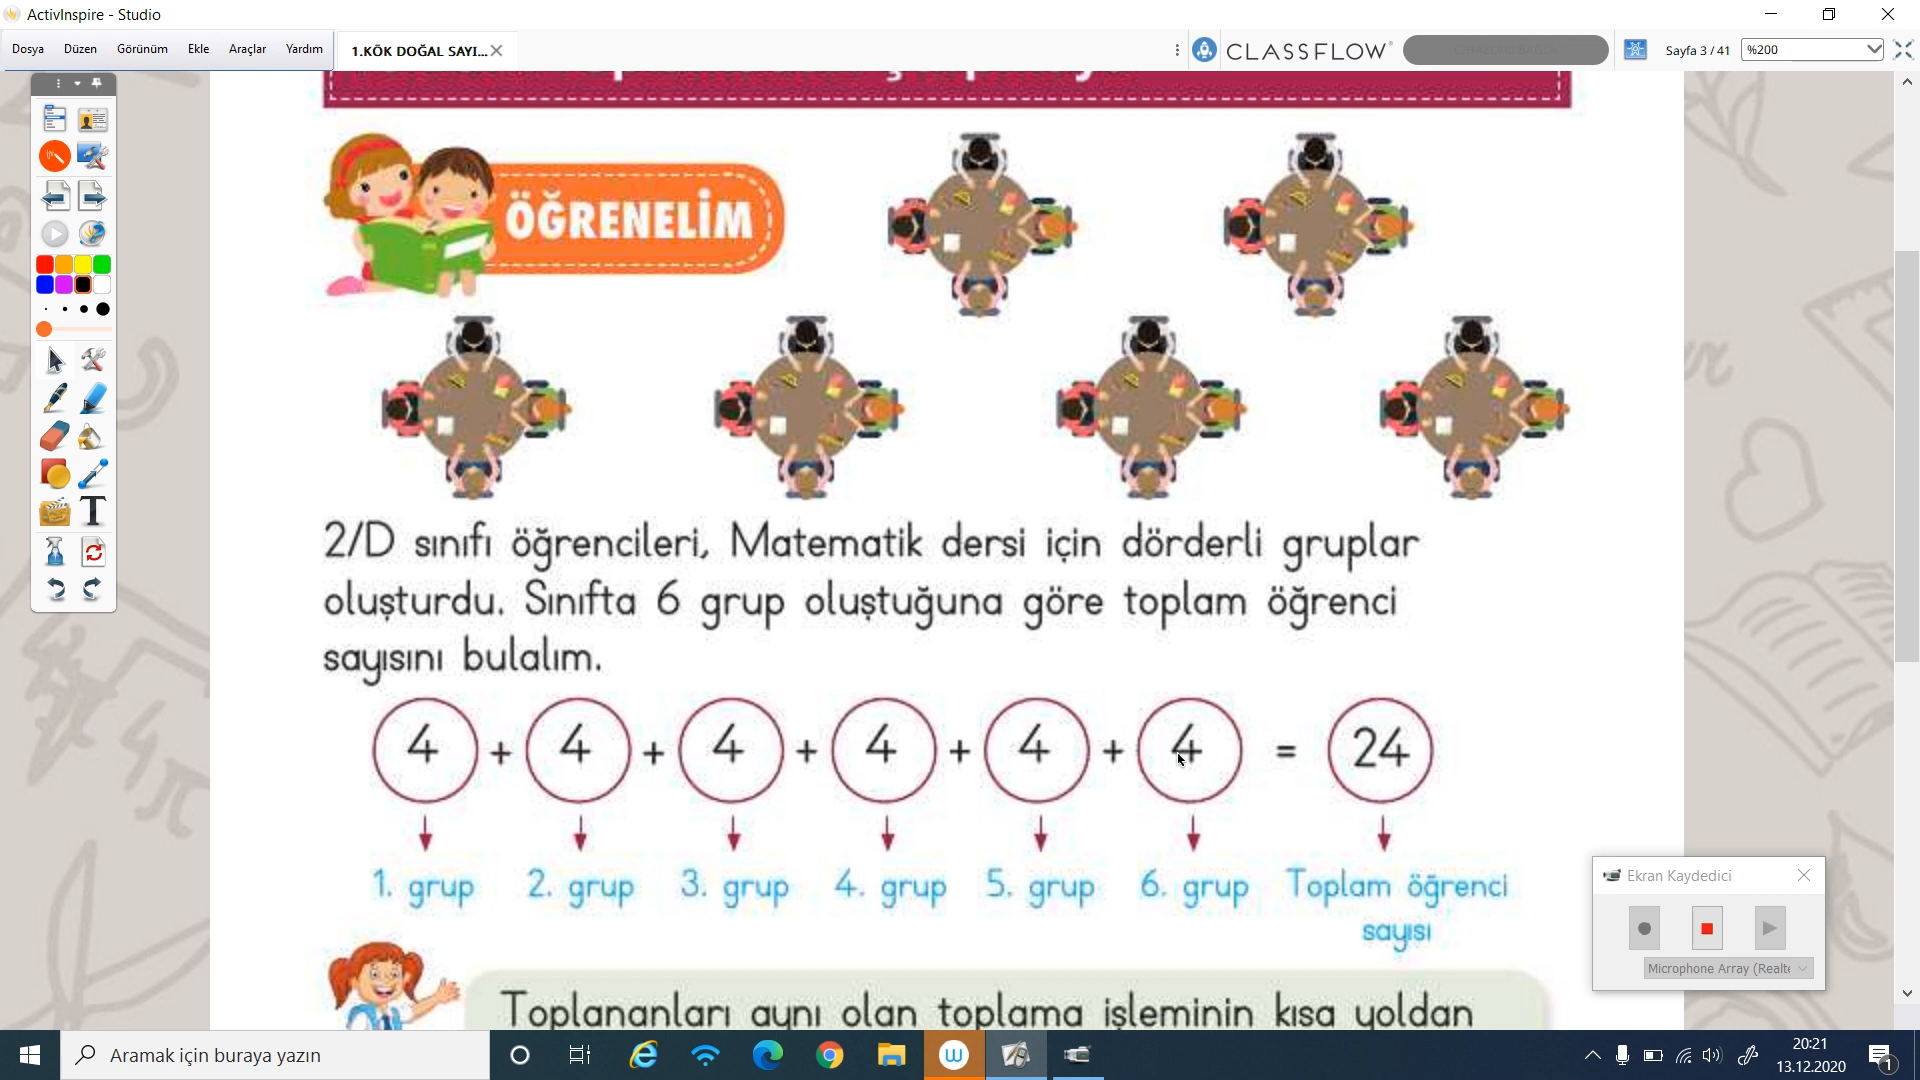 ActivInspire - Studio
Dosya Düzen Görünüm Ekle Araçlar Yardım
1.KÖK DOĞAL SAYI...
CLASSFLOW
Sayfa 3 / 41
%200
ÖĞRENELİM
2/D sınıfı öğrencileri, Matematik dersi için dörderli gruplar
oluşturdu. Sınıfta 6 grup oluştuğuna göre toplam öğrenci
sayısını bulalım.
4 + 4 + 4 + 4 + 4 + 4 = 24
1. grup 2. grup 3. grup 4. grup 5. grup 6. grup Toplam öğrenci
sayısı
Toplananları aynı olan toplama işleminin kısa yoldan
Ekran Kaydedici
Microphone Array (Realte
Aramak için buraya yazın
20:21
13.12.2020
1